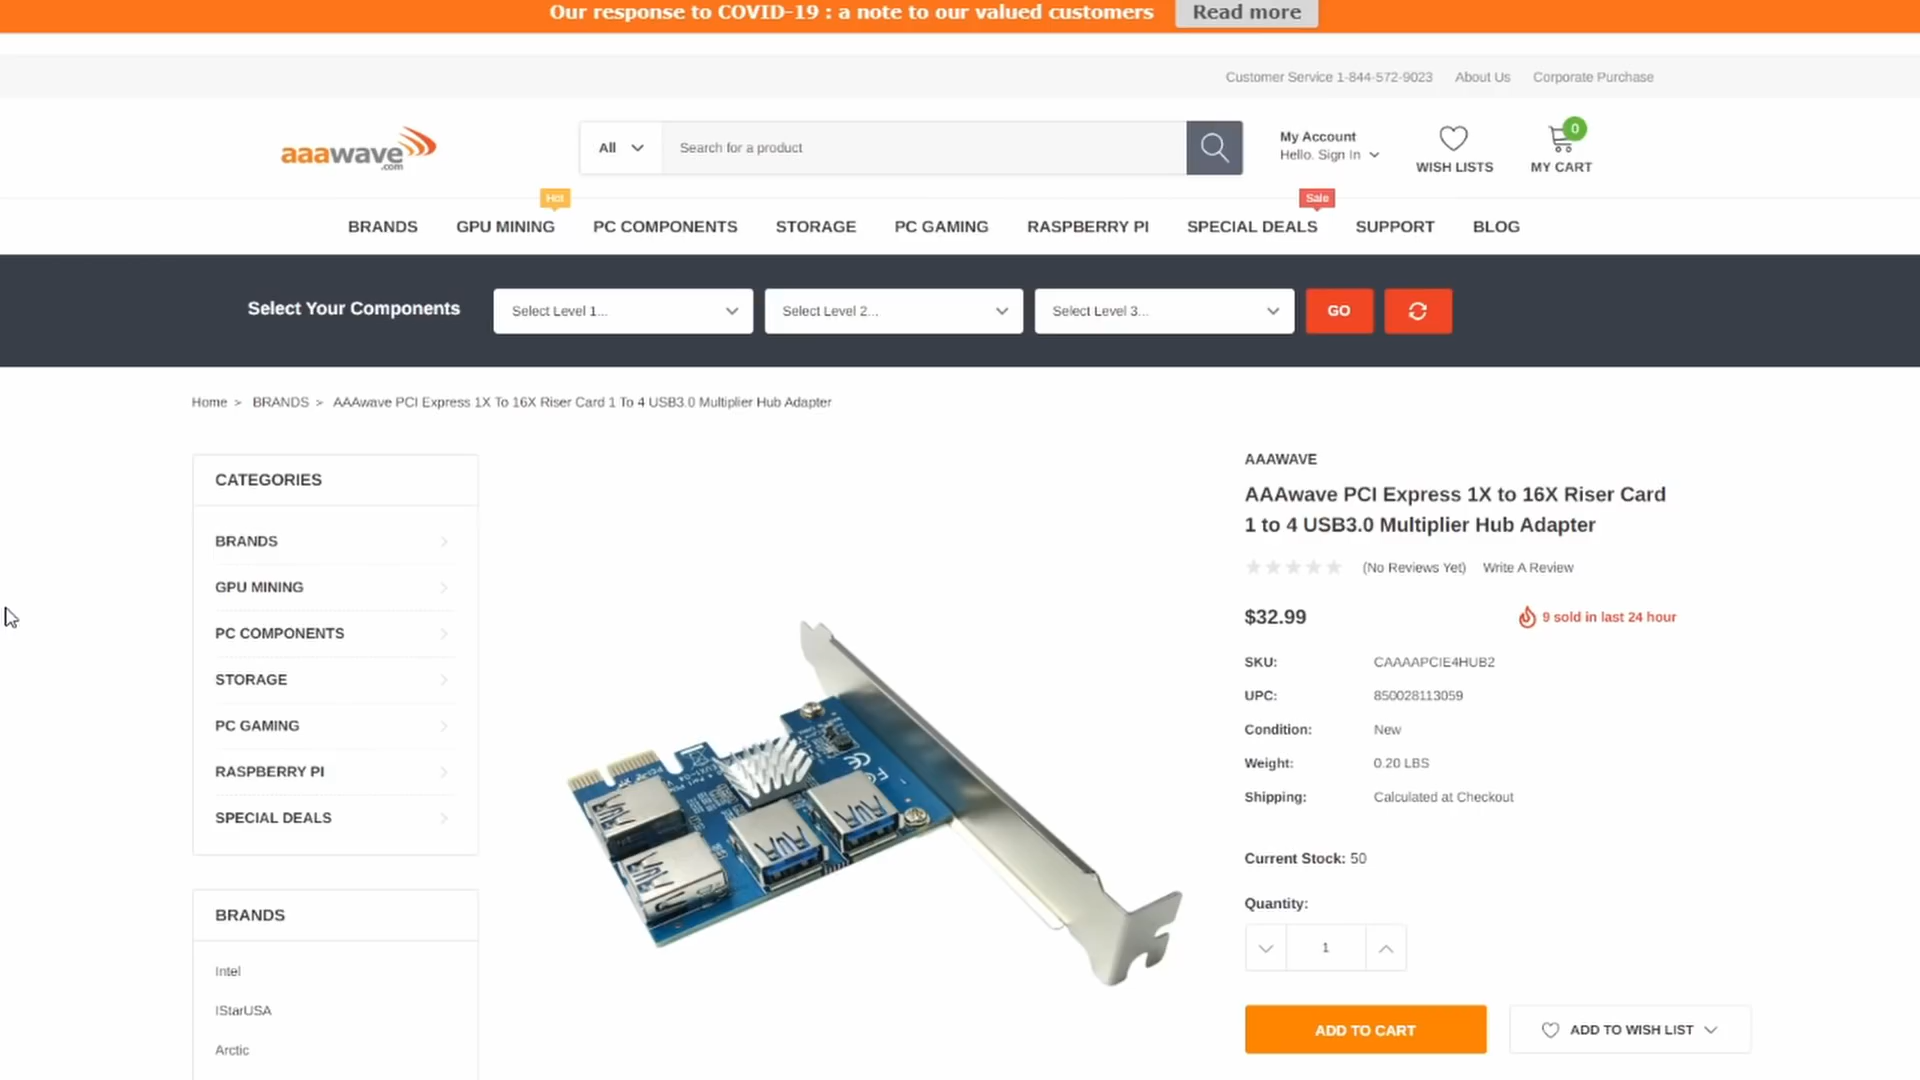 Our response to COVID-19 : a note to our valued customers Read more
Customer Service 1-844-572-9023 About Us Corporate Purchase
aaawave.com
All Search for a product
My Account
Hello. Sign In
WISH LISTS
0
MY CART
Hot
Sale
BRANDS GPU MINING PC COMPONENTS STORAGE PC GAMING RASPBERRY PI SPECIAL DEALS SUPPORT BLOG
Select Your Components Select Level 1... Select Level 2... Select Level 3... GO
Home > BRANDS > AAAwave PCI Express 1X To 16X Riser Card 1 To 4 USB3.0 Multiplier Hub Adapter
CATEGORIES
BRANDS
GPU MINING
PC COMPONENTS
STORAGE
PC GAMING
RASPBERRY PI
SPECIAL DEALS
BRANDS
Intel
IStarUSA
Arctic
AAAWAVE
AAAwave PCI Express 1X to 16X Riser Card
1 to 4 USB3.0 Multiplier Hub Adapter
(No Reviews Yet) Write A Review
$32.99 9 sold in last 24 hour
SKU: CAAAAPCIE4HUB2
UPC: 850028113059
Condition: New
Weight: 0.20 LBS
Shipping: Calculated at Checkout
Current Stock: 50
Quantity:
1
ADD TO CART ADD TO WISH LIST